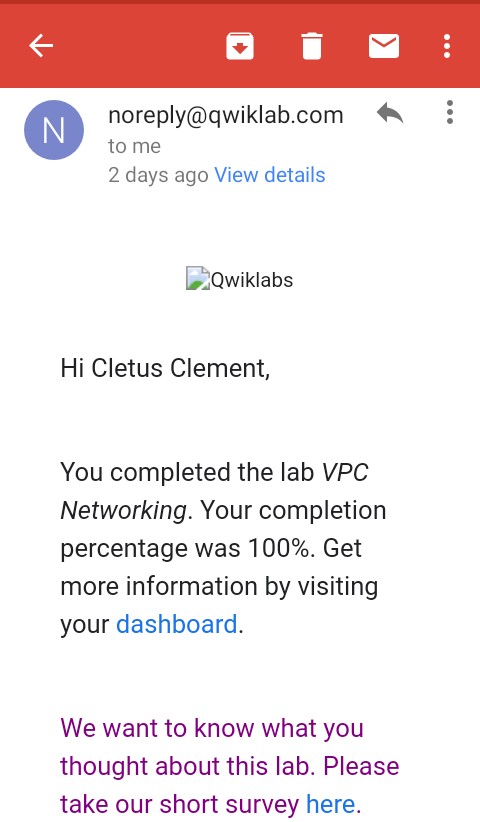 noreply@qwiklab.com
N
to me
2 days ago View details
Qwiklabs
Hi Cletus Clement,
You completed the lab VPC
Networking. Your completion
percentage was 100%. Get
more information by visiting
your dashboard.
We want to know what you
thought about this lab. Please
take our short survey here.